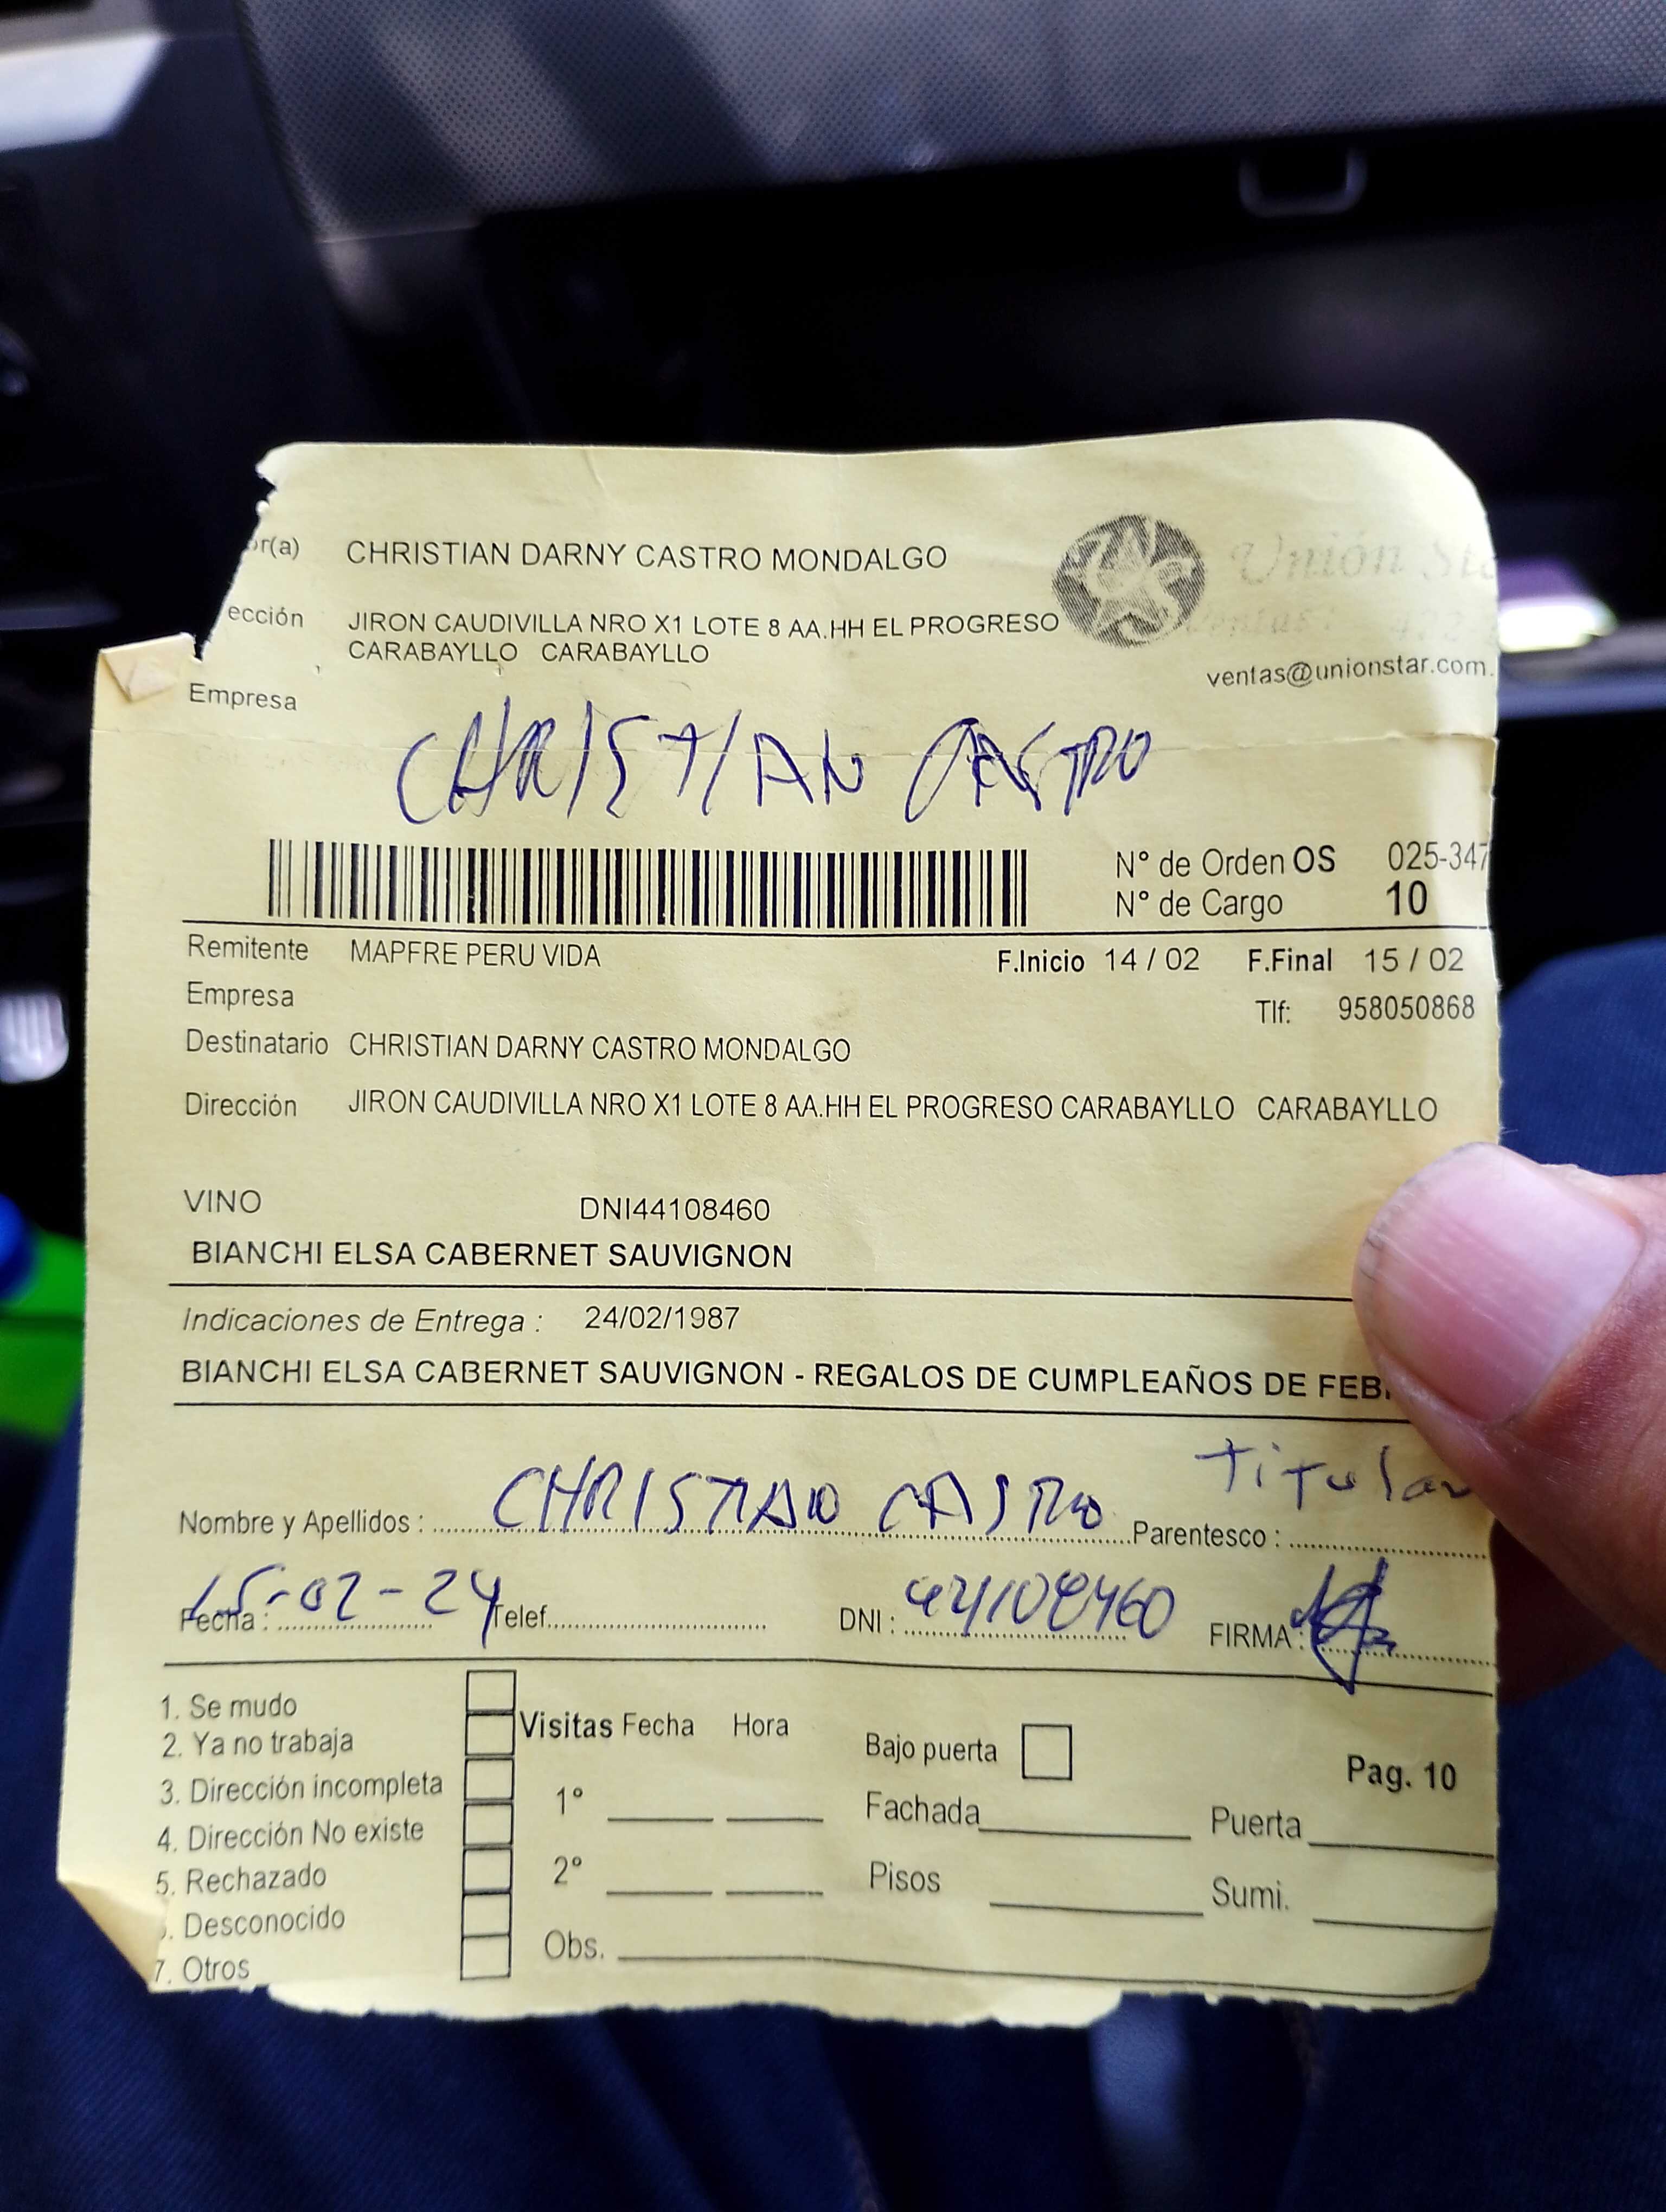 or(a) CHRISTIAN DARNY CASTRO MONDALGO
Unión
ección JIRON CAUDIVILLA NRO X1 LOTE 8 AA.HH EL PROGRESO
CARABAYLLO CARABAYLLO
ventas@unionstar.com.
Empresa
CHRISTIAN CASTRO
N° de Orden OS 025-347
N° de Cargo 10
Remitente MAPFRE PERU VIDA F.Inicio 14 / 02 F.Final 15 / 02
Empresa Tlf: 958050868
Destinatario CHRISTIAN DARNY CASTRO MONDALGO
Dirección JIRON CAUDIVILLA NRO X1 LOTE 8 AA.HH EL PROGRESO CARABAYLLO CARABAYLLO
VINO DNI44108460
BIANCHI ELSA CABERNET SAUVIGNON
Indicaciones de Entrega : 24/02/1987
BIANCHI ELSA CABERNET SAUVIGNON - REGALOS DE CUMPLEAÑOS DE FEB
Nombre y Apellidos : CHRISTIAN CASTRO Parentesco : Titular
Fecha : 15-02-24 Telef. DNI : 44108460 FIRMA :
1. Se mudo
2. Ya no trabaja
3. Dirección incompleta
4. Dirección No existe
5. Rechazado
. Desconocido
7. Otros
Visitas Fecha Hora
1°
2°
Obs.
Bajo puerta
Fachada Puerta
Pisos Sumi.
Pag. 10